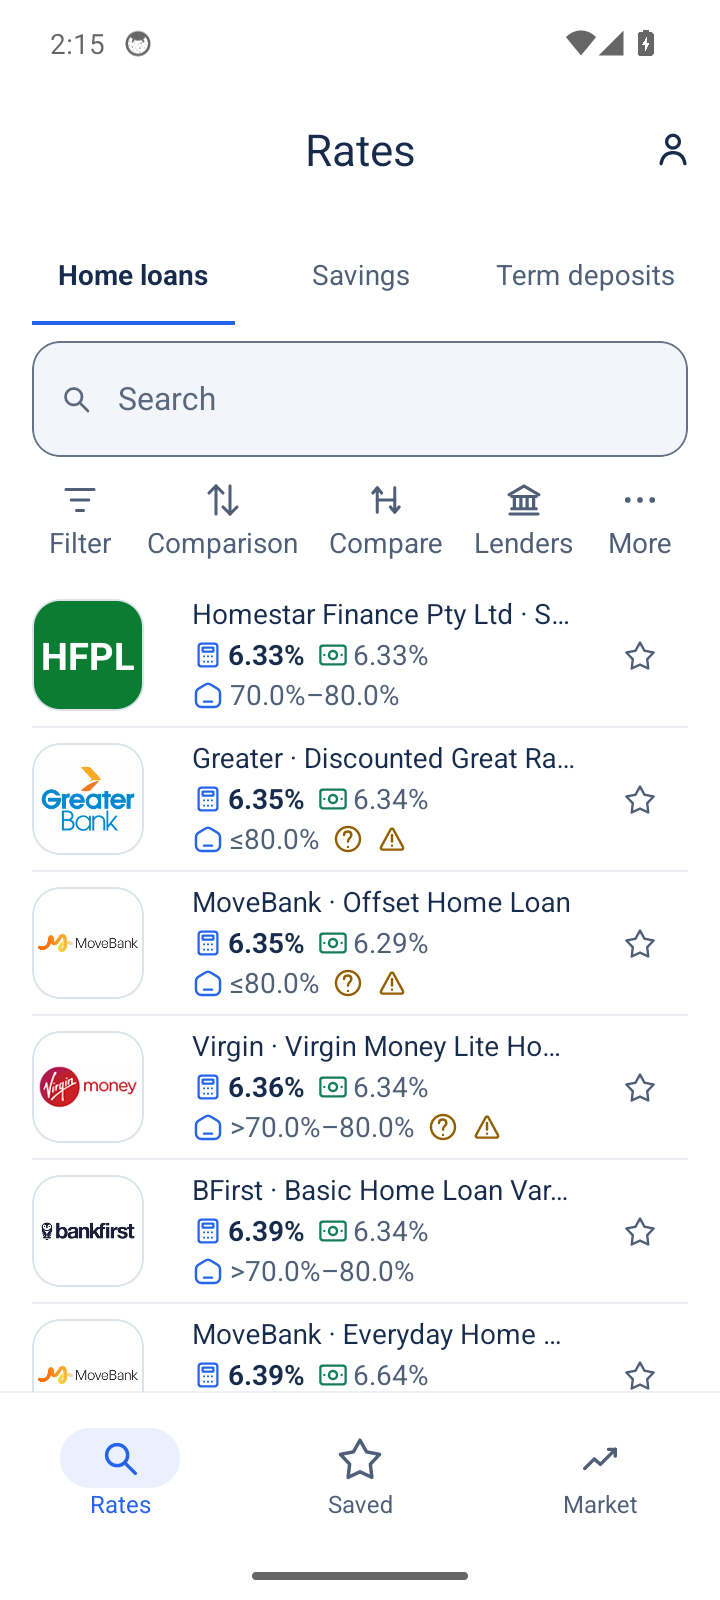 2:15
Rates
Home loans
Savings
Term deposits
Search
Filter
Comparison
Compare
Lenders
More
HFPL
Homestar Finance Pty Ltd · S...
6.33% 6.33%
70.0%–80.0%
Greater Bank
Greater · Discounted Great Ra...
6.35% 6.34%
≤80.0%
MoveBank
MoveBank · Offset Home Loan
6.35% 6.29%
≤80.0%
Virgin money
Virgin · Virgin Money Lite Ho...
6.36% 6.34%
>70.0%–80.0%
bankfirst
BFirst · Basic Home Loan Var...
6.39% 6.34%
>70.0%–80.0%
MoveBank
MoveBank · Everyday Home ...
6.39% 6.64%
Rates
Saved
Market